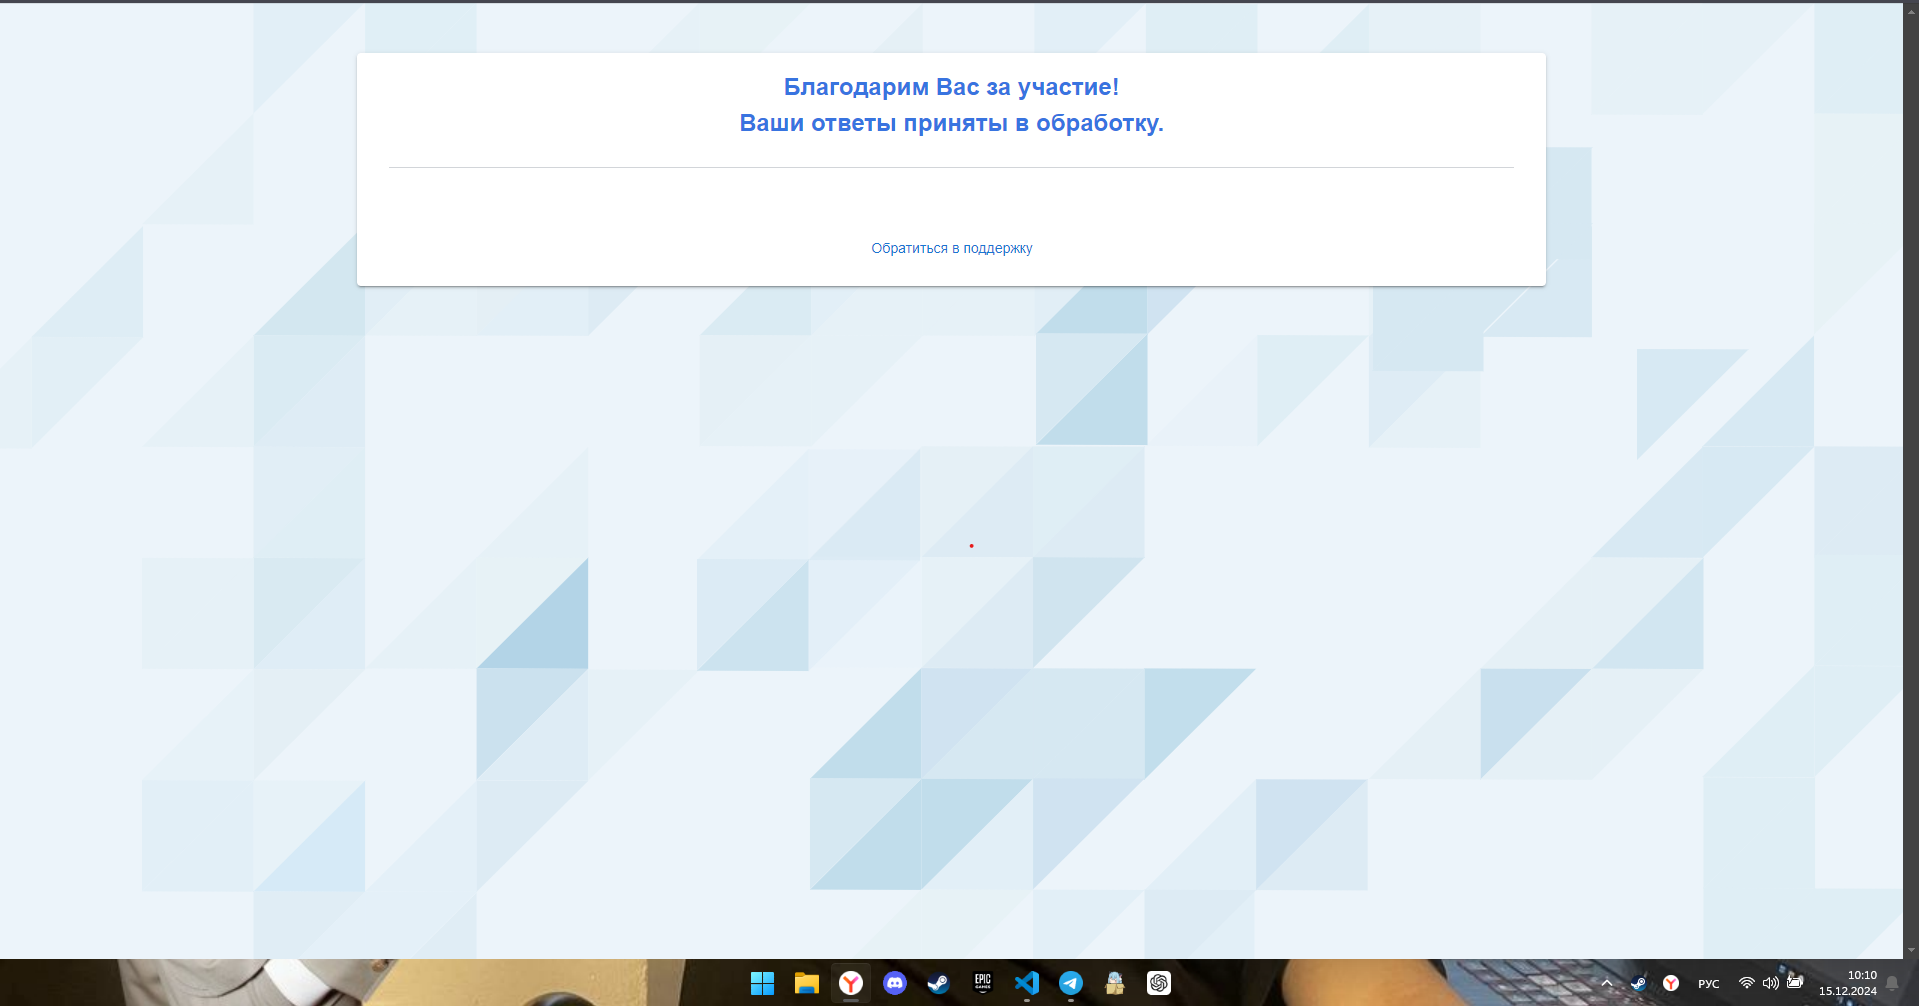 Благодарим Вас за участие!
Ваши ответы приняты в обработку.
Обратиться в поддержку
EPIC
GAMES
РУС
10:10
15.12.2024